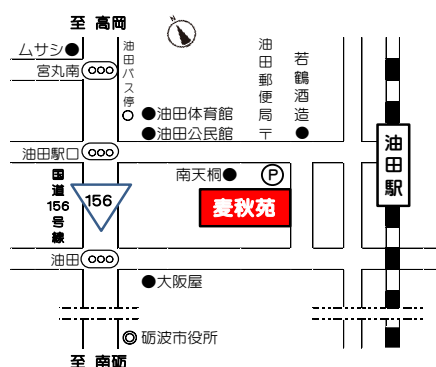 至 高岡
N
ムサシ●
宮丸南
油田バス停
油田郵便局〒
若鶴酒造●
●油田体育館
●油田公民館
油田駅口
油田駅
国道156号線
156
南天桐●
P
麦秋苑
油田
●大阪屋
◎砺波市役所
至 南砺